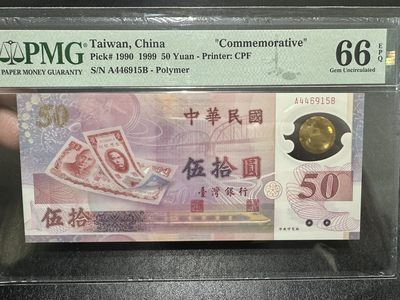 PMG
PAPER MONEY GUARANTY
Taiwan, China "Commemorative"
Pick# 1990 1999 50 Yuan - Printer: CPF
S/N A446915B - Polymer
66 EPQ
Gem Uncirculated
50
中華民國
A446915B
伍拾圓
臺灣銀行
伍拾
50